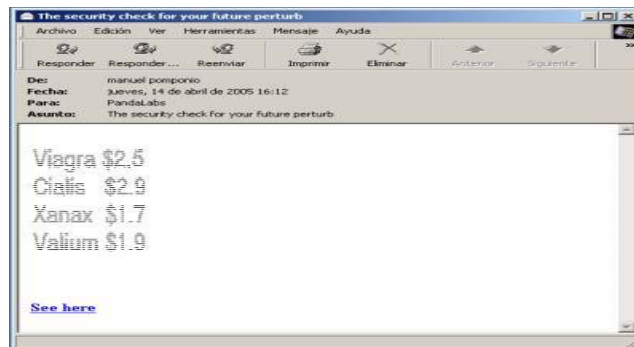 The security check for your future perturb
Archivo Edición Ver Herramientas Mensaje Ayuda
Responder Responder... Reenviar Imprimir Eliminar Anterior Siguiente
De: manuel pomponio
Fecha: jueves, 14 de abril de 2005 16:12
Para: PandaLabs
Asunto: The security check for your future perturb
Viagra $2.5
Cialis $2.9
Xanax $1.7
Valium $1.9
See here